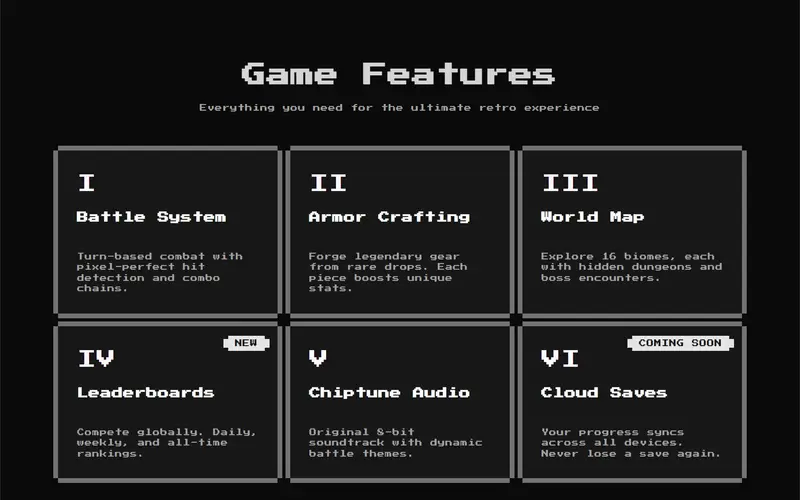 Game Features
Everything you need for the ultimate retro experience
I
Battle System
Turn-based combat with
pixel-perfect hit
detection and combo
chains.
II
Armor Crafting
Forge legendary gear
from rare drops. Each
piece boosts unique
stats.
III
World Map
Explore 16 biomes, each
with hidden dungeons and
boss encounters.
NEW
IV
Leaderboards
Compete globally. Daily,
weekly, and all-time
rankings.
V
Chiptune Audio
Original 8-bit
soundtrack with dynamic
battle themes.
COMING SOON
VI
Cloud Saves
Your progress syncs
across all devices.
Never lose a save again.